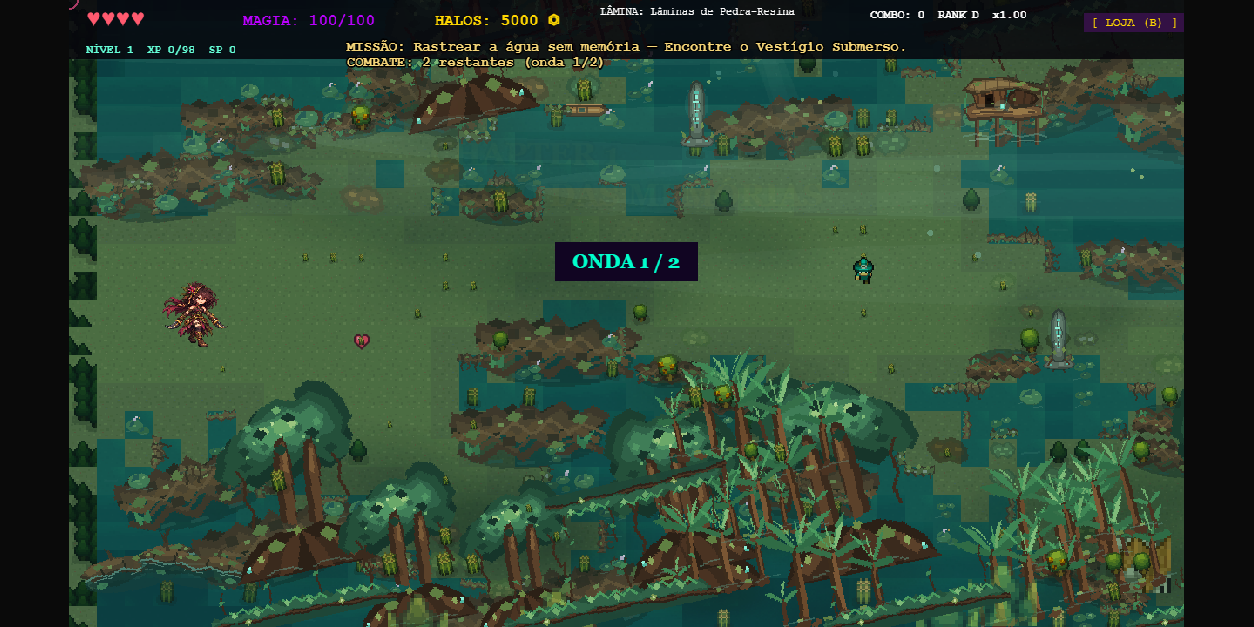 MAGIA: 100/100
HALOS: 5000
LÂMINA: Lâminas de Pedra-Resina
COMBO: 0 RANK D x1.00
[ LOJA (B) ]
NÍVEL 1 XP 0/98 SP 0
MISSÃO: Rastrear a água sem memória — Encontre o Vestígio Submerso.
COMBATE: 2 restantes (onda 1/2)
ONDA 1 / 2